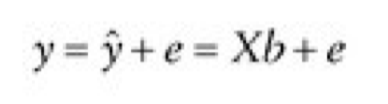 y = ŷ + e = Xb + e